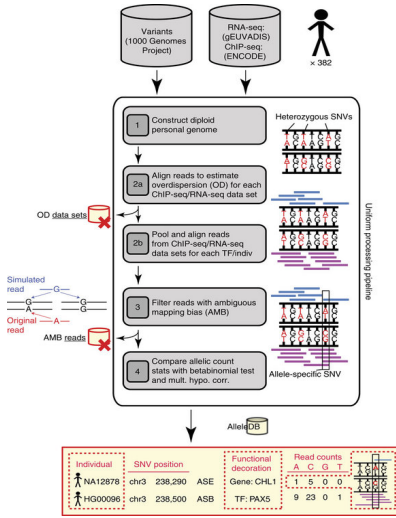 Variants
(1000 Genomes
Project)
RNA-seq:
(gEUVADIS)
ChIP-seq:
(ENCODE)
× 382
1
Construct diploid
personal genome
Heterozygous SNVs
2a
Align reads to estimate
overdispersion (OD) for each
ChIP-seq/RNA-seq data set
OD data sets
2b
Pool and align
reads
from ChIP-seq/RNA-seq
data sets for each TF/indiv
Uniform processing pipeline
Simulated
read
G
G
G
A
Original
read
A
3
Filter reads with ambiguous
mapping bias (AMB)
AMB reads
4
Compare allelic count
stats with betabinomial test
and mult. hypo. corr.
Allele-specific SNV
AlleleDB
Individual
SNV position
Functional
decoration
Read counts
A C G T
NA12878 chr3 238,290 ASE Gene: CHL1 1 5 0 0
HG00096 chr3 238,500 ASB TF: PAX5 9 23 0 1